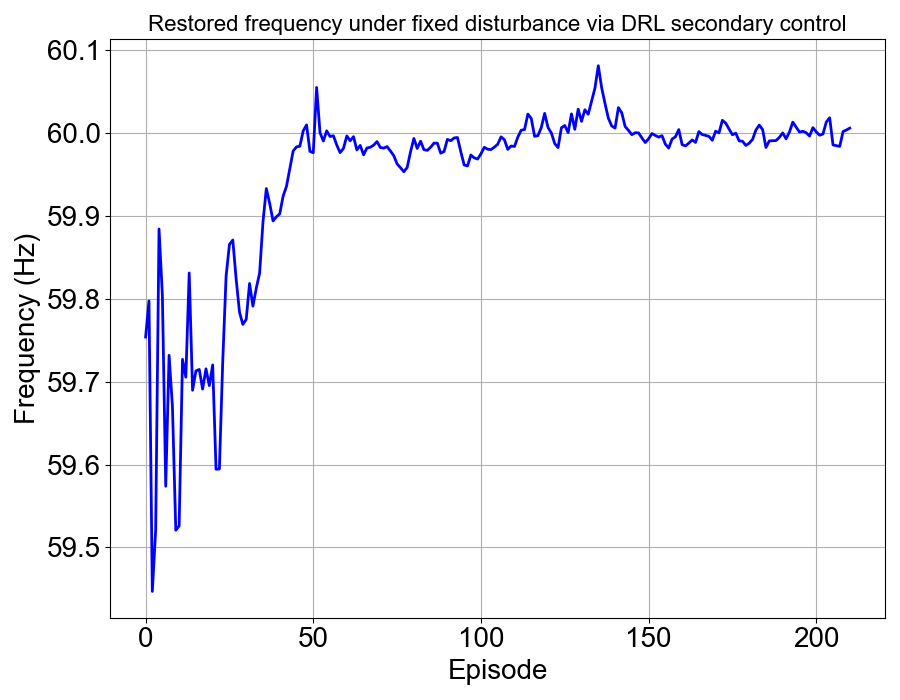 Restored frequency under fixed disturbance via DRL secondary control
60.1
60.0
59.9
59.8
59.7
59.6
59.5
Frequency (Hz)
0 50 100 150 200
Episode